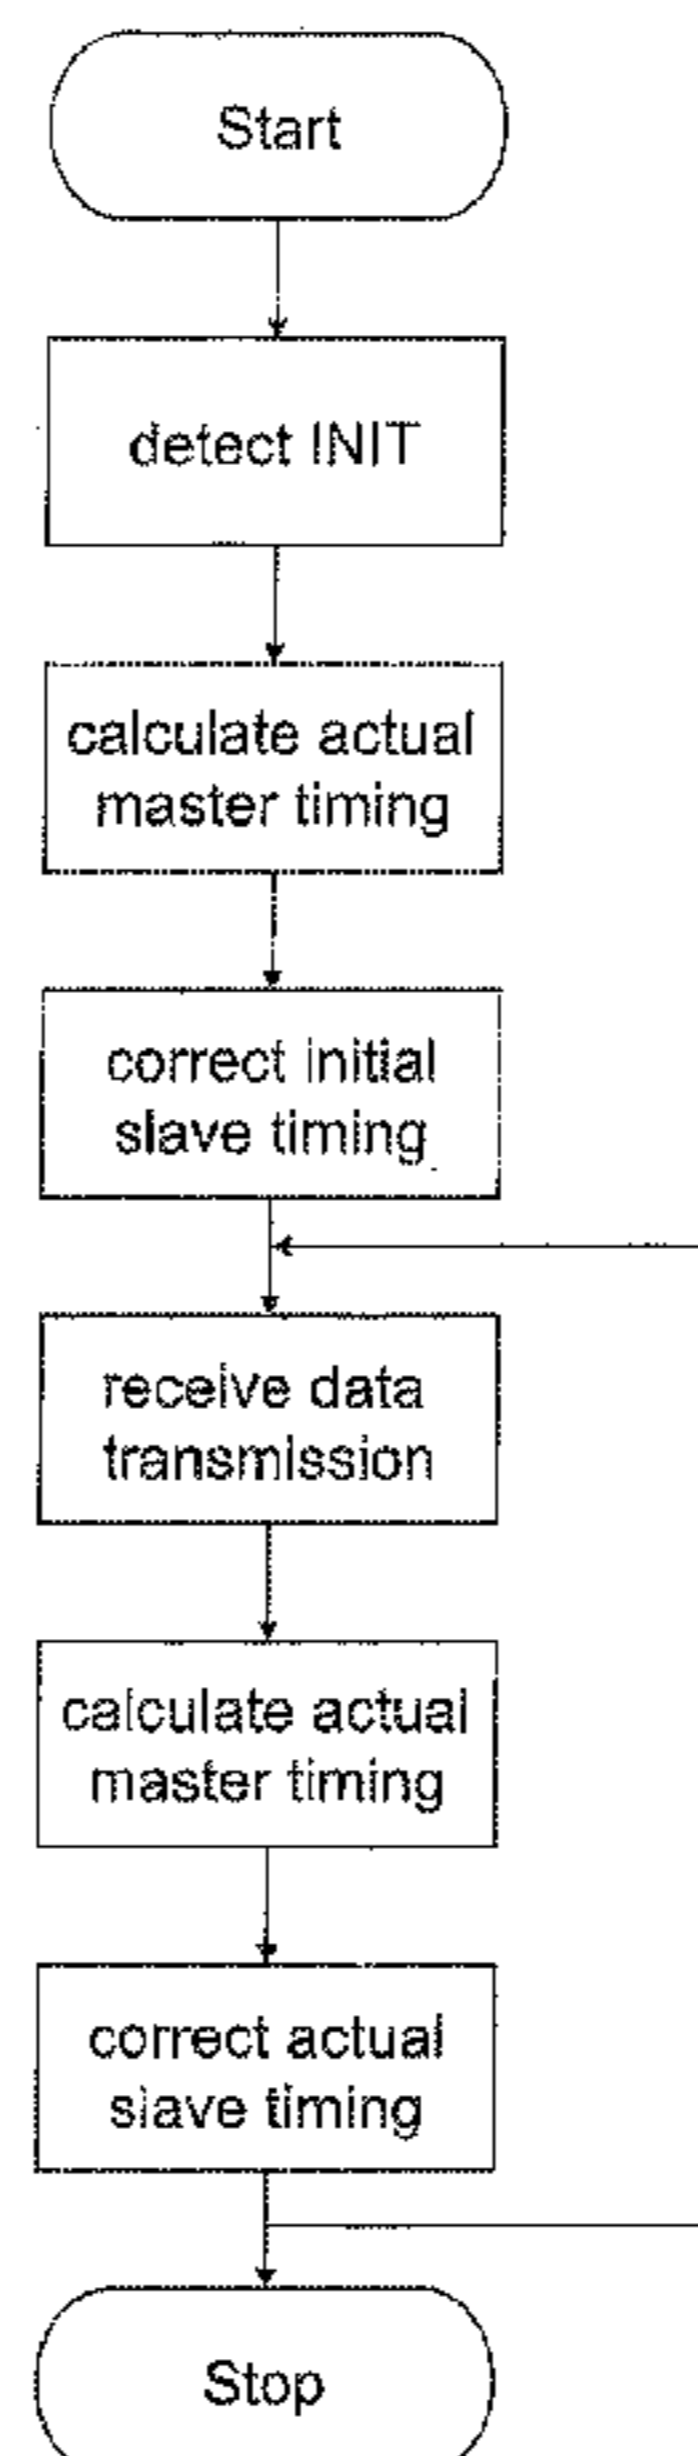 Start
detect INIT
calculate actual
master timing
correct initial
slave timing
receive data
transmission
calculate actual
master timing
correct actual
slave timing
Stop